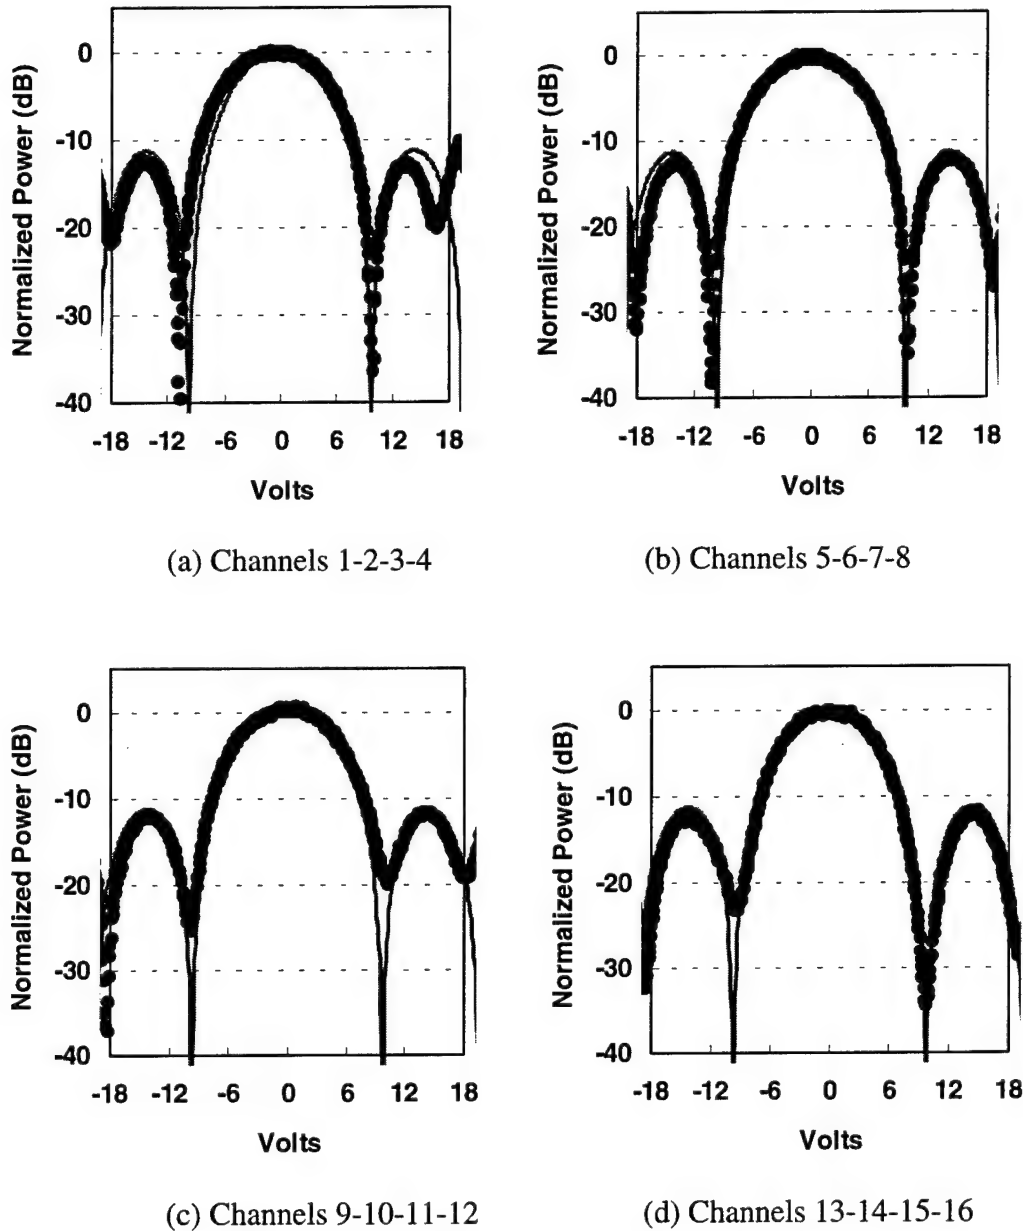 Normalized Power (dB)
0
-10
-20
-30
-40
-18 -12 -6 0 6 12 18
Volts
(a) Channels 1-2-3-4
Normalized Power (dB)
0
-10
-20
-30
-40
-18 -12 -6 0 6 12 18
Volts
(b) Channels 5-6-7-8
Normalized Power (dB)
0
-10
-20
-30
-40
-18 -12 -6 0 6 12 18
Volts
(c) Channels 9-10-11-12
Normalized Power (dB)
0
-10
-20
-30
-40
-18 -12 -6 0 6 12 18
Volts
(d) Channels 13-14-15-16